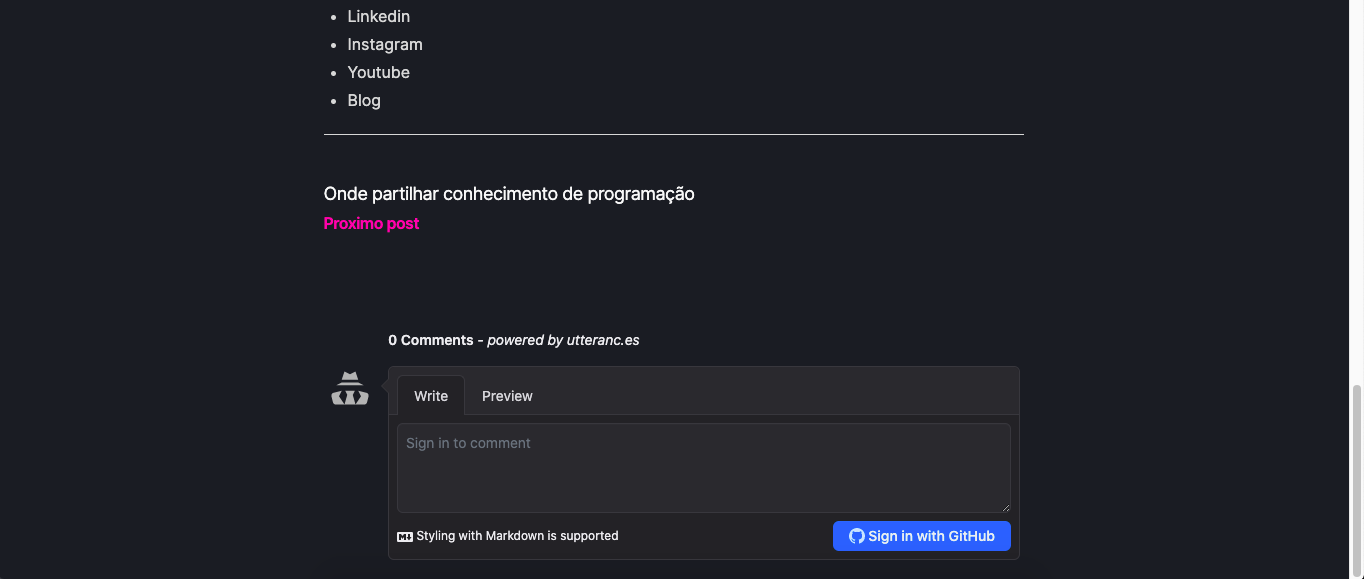 Linkedin
Instagram
Youtube
Blog
Onde partilhar conhecimento de programação
Proximo post
0 Comments - powered by utteranc.es
Write Preview
Sign in to comment
Styling with Markdown is supported
Sign in with GitHub